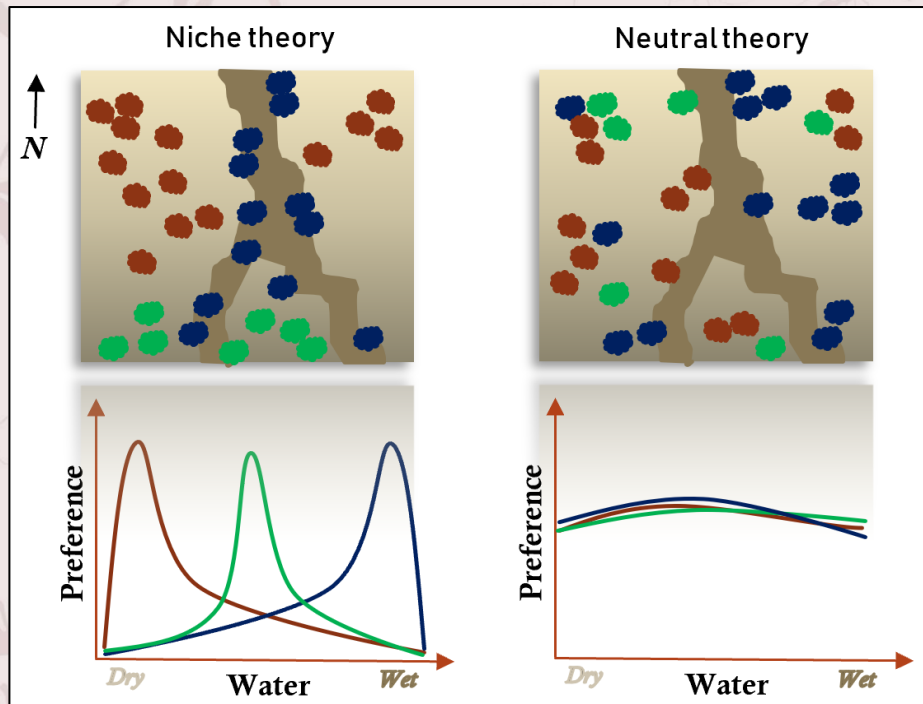 Niche theory
Neutral theory
N
Preference
Dry
Water
Wet
Preference
Dry
Water
Wet